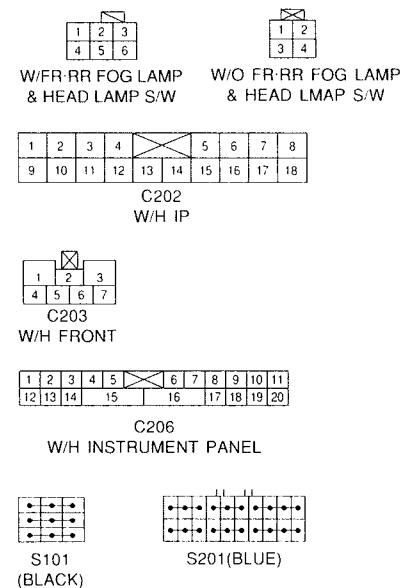 1 2 3
4 5 6
W/FR·RR FOG LAMP
& HEAD LAMP S/W
1 2
3 4
W/O FR·RR FOG LAMP
& HEAD LMAP S/W
1 2 3 4 5 6 7 8
9 10 11 12 13 14 15 16 17 18
C202
W/H IP
1 2 3
4 5 6 7
C203
W/H FRONT
1 2 3 4 5 6 7 8 9 10 11
12 13 14 15 16 17 18 19 20
C206
W/H INSTRUMENT PANEL
S101
(BLACK)
S201(BLUE)